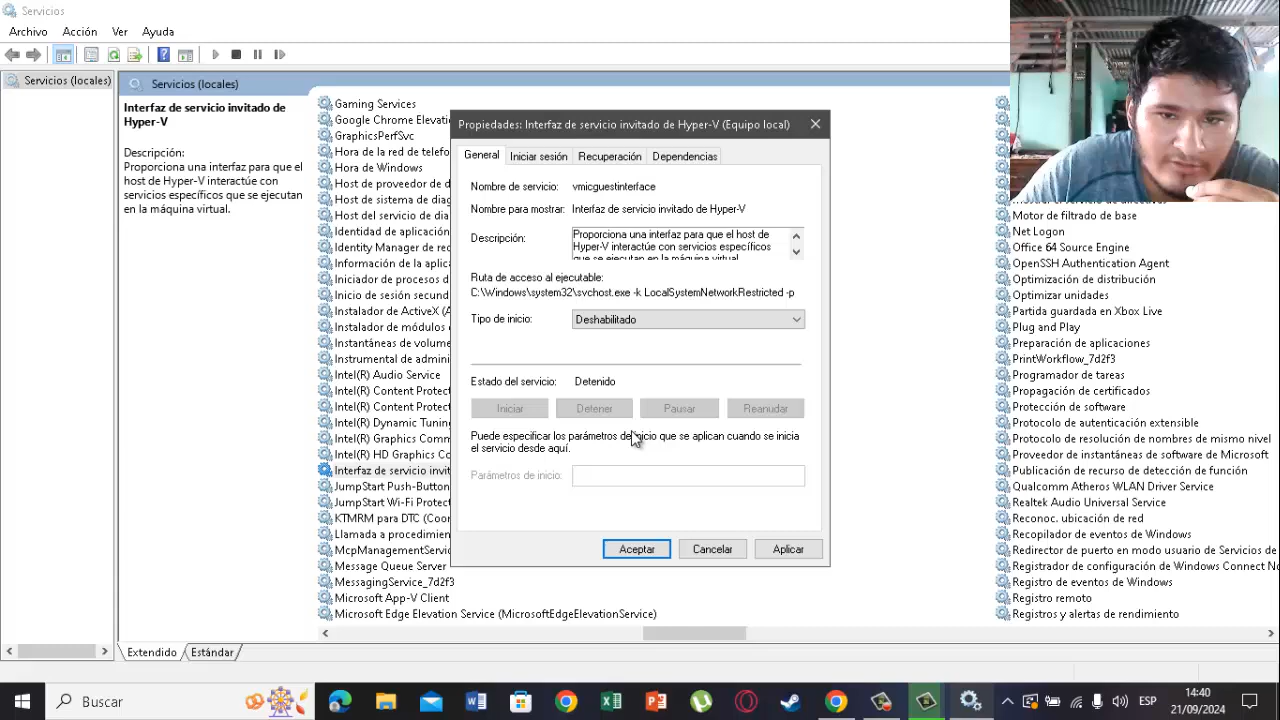 Servicios
Archivo Acción Ver Ayuda
Servicios (locales)
Servicios (locales)
Interfaz de servicio invitado de
Hyper-V
Descripción:
Proporciona una interfaz para que el
host de Hyper-V interactúe con
servicios específicos que se ejecutan
en la máquina virtual.
Gaming Services
Google Chrome Elevatio
GraphicsPerfSvc
Hora de la red de telefo
Hora de Windows
Host de proveedor de d
Host de sistema de diag
Host del servicio de dia
Identidad de aplicación
Identity Manager de rec
Información de la aplica
Iniciador de procesos d
Inicio de sesión secund
Instalador de ActiveX (A
Instalador de módulos
Instantáneas de volume
Instrumental de admini
Intel(R) Audio Service
Intel(R) Content Protect
Intel(R) Content Protect
Intel(R) Dynamic Tuning
Intel(R) Graphics Comm
Intel(R) HD Graphics Co
Interfaz de servicio invit
JumpStart Push-Button
JumpStart Wi-Fi Protect
KTMRM para DTC (Coor
Llamada a procedimien
McpManagementServi
Message Queue Server
MessagingService_7d2f3
Microsoft App-V Client
Microsoft Edge Elevation Service (MicrosoftEdgeElevationService)
Propiedades: Interfaz de servicio invitado de Hyper-V (Equipo local)
General Iniciar sesión Recuperación Dependencias
Nombre de servicio: vmicguestinterface
Nombre para mostrar: Interfaz de servicio invitado de Hyper-V
Descripción:
Proporciona una interfaz para que el host de
Hyper-V interactúe con servicios específicos
que se ejecutan en la máquina virtual
Ruta de acceso al ejecutable:
C:\Windows\system32\svchost.exe -k LocalSystemNetworkRestricted -p
Tipo de inicio: Deshabilitado
Estado del servicio: Detenido
Iniciar Detener Pausar Reanudar
Puede especificar los parámetros de inicio que se aplican cuando se inicia
el servicio desde aquí.
Parámetros de inicio:
Aceptar Cancelar Aplicar
Motor de filtrado de base
Net Logon
Office 64 Source Engine
OpenSSH Authentication Agent
Optimización de distribución
Optimizar unidades
Partida guardada en Xbox Live
Plug and Play
Preparación de aplicaciones
PrintWorkflow_7d2f3
Programador de tareas
Propagación de certificados
Protección de software
Protocolo de autenticación extensible
Protocolo de resolución de nombres de mismo nivel
Proveedor de instantáneas de software de Microsoft
Publicación de recurso de detección de función
Qualcomm Atheros WLAN Driver Service
Realtek Audio Universal Service
Reconoc. ubicación de red
Recopilador de eventos de Windows
Redirector de puerto en modo usuario de Servicios de
Registrador de configuración de Windows Connect No
Registro de eventos de Windows
Registro remoto
Registros y alertas de rendimiento
Extendido Estándar
Buscar
ESP
14:40
21/09/2024